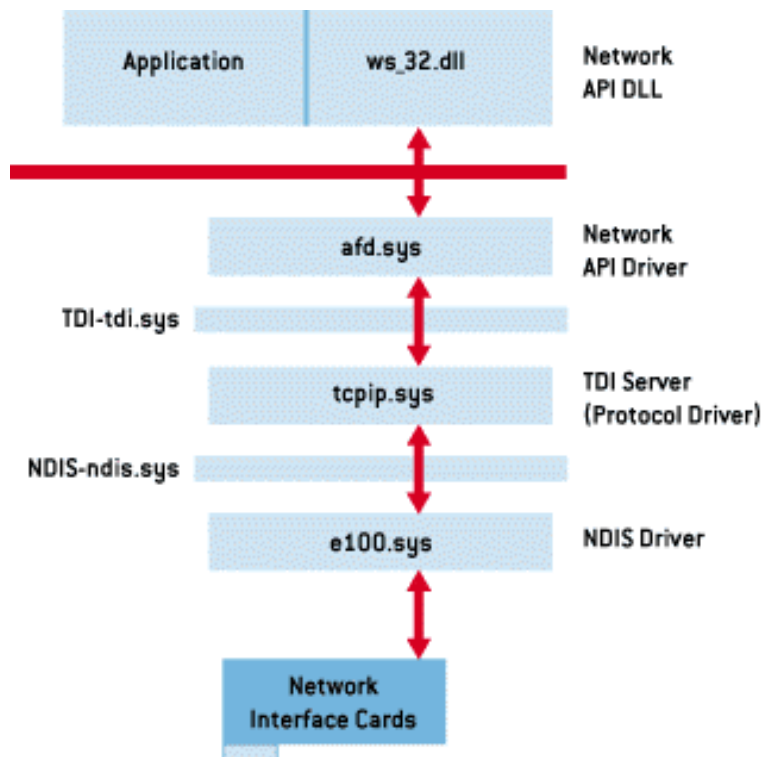 Application
ws_32.dll
Network
API DLL
afd.sys
Network
API Driver
TDI-tdi.sys
tcpip.sys
TDI Server
(Protocol Driver)
NDIS-ndis.sys
e100.sys
NDIS Driver
Network
Interface Cards